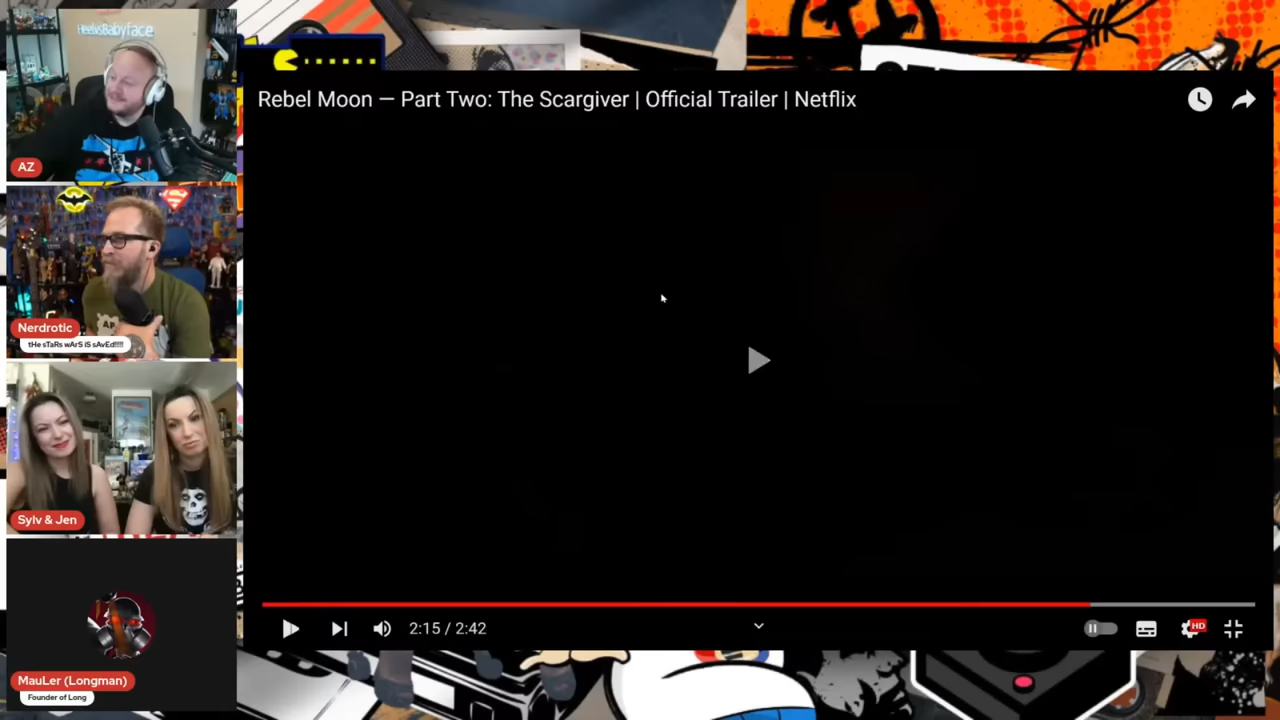 HeelvsBabyface
AZ
Nerdrotic
tHe sTaRs wArS iS sAvEd!!!!!
Sylv & Jen
MauLer (Longman)
Founder of Long
Rebel Moon — Part Two: The Scargiver | Official Trailer | Netflix
2:15 / 2:42
HD